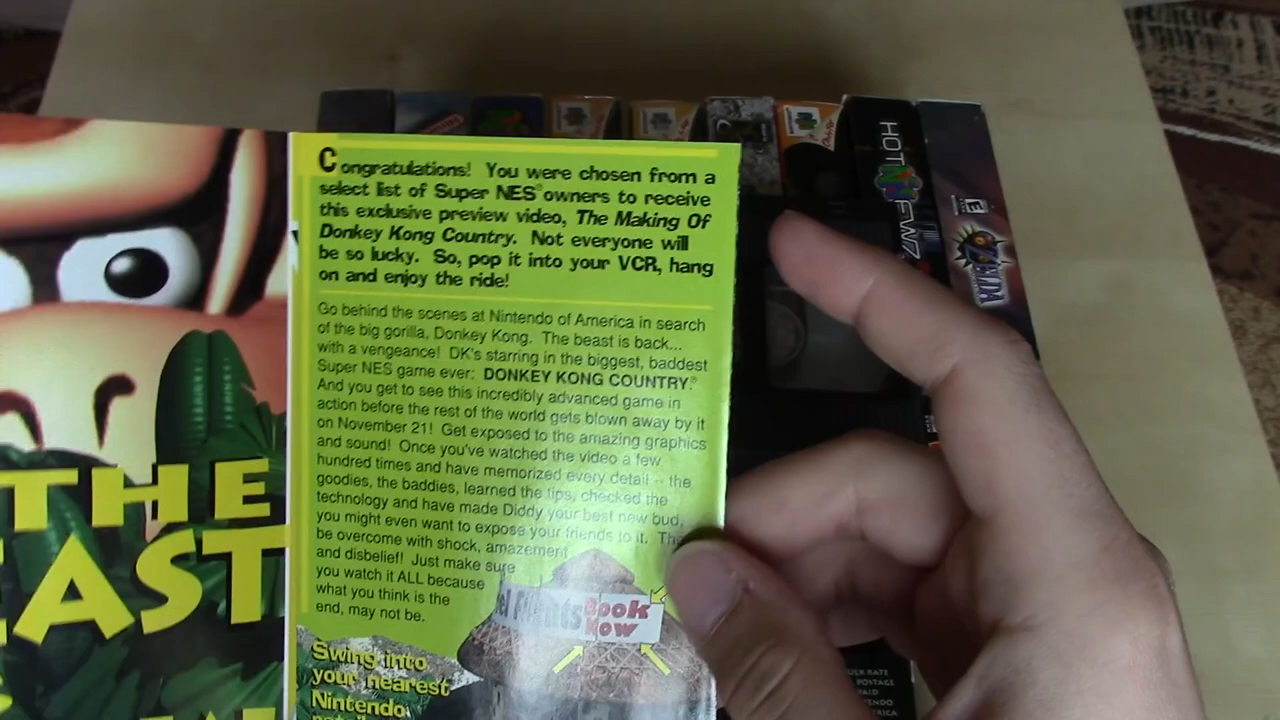 Congratulations! You were chosen from a
select list of Super NES® owners to receive
this exclusive preview video, The Making Of
Donkey Kong Country. Not everyone will
be so lucky. So, pop it into your VCR, hang
on and enjoy the ride!
Go behind the scenes at Nintendo of America in search
of the big gorilla, Donkey Kong. The beast is back...
with a vengeance! DK's starring in the biggest, baddest
Super NES game ever: DONKEY KONG COUNTRY.®
And you get to see this incredibly advanced game in
action before the rest of the world gets blown away by it
on November 21! Get exposed to the amazing graphics
and sound! Once you've watched the video a few
hundred times and have memorized every detail -- the
goodies, the baddies, learned the tips, checked the
technology and have made Diddy your best new bud,
you might even want to expose your friends to it. The
be overcome with shock, amazement
and disbelief! Just make sure
you watch it ALL because
what you think is the
end, may not be.
Book
Now
Swing into
your nearest
Nintendo
THE
EAST
HOT
ZELDA
E
RATE
POSTAGE
PAID